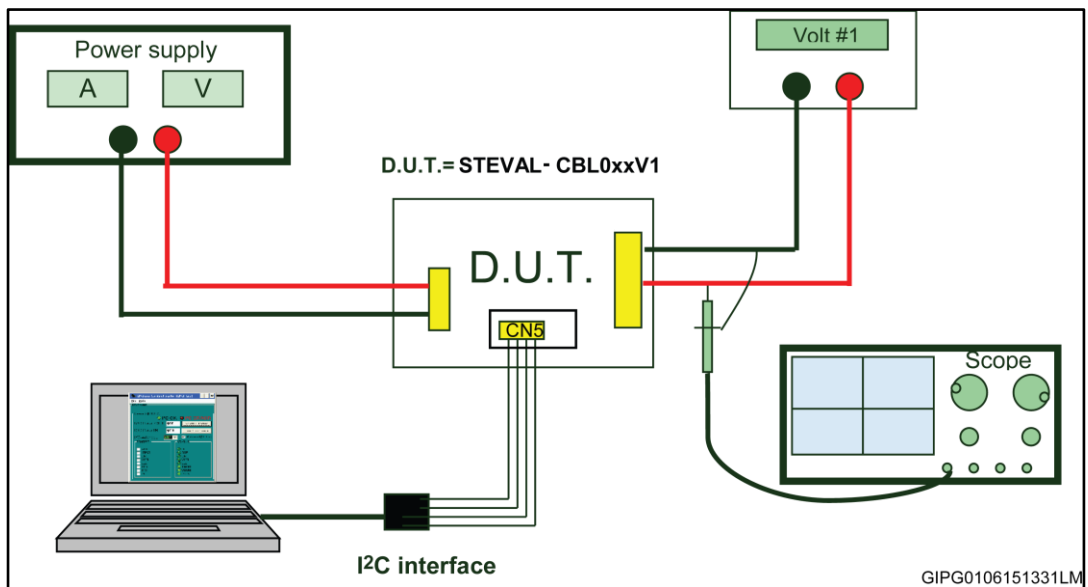 Power supply
A
V
Volt #1
D.U.T.= STEVAL- CBL0xxV1
D.U.T.
CN5
Scope
I²C interface
GIPG0106151331LM